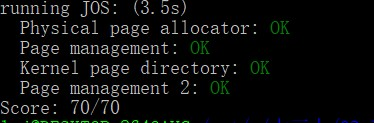 running JOS: (3.5s)
  Physical page allocator: OK
  Page management: OK
  Kernel page directory: OK
  Page management 2: OK
Score: 70/70